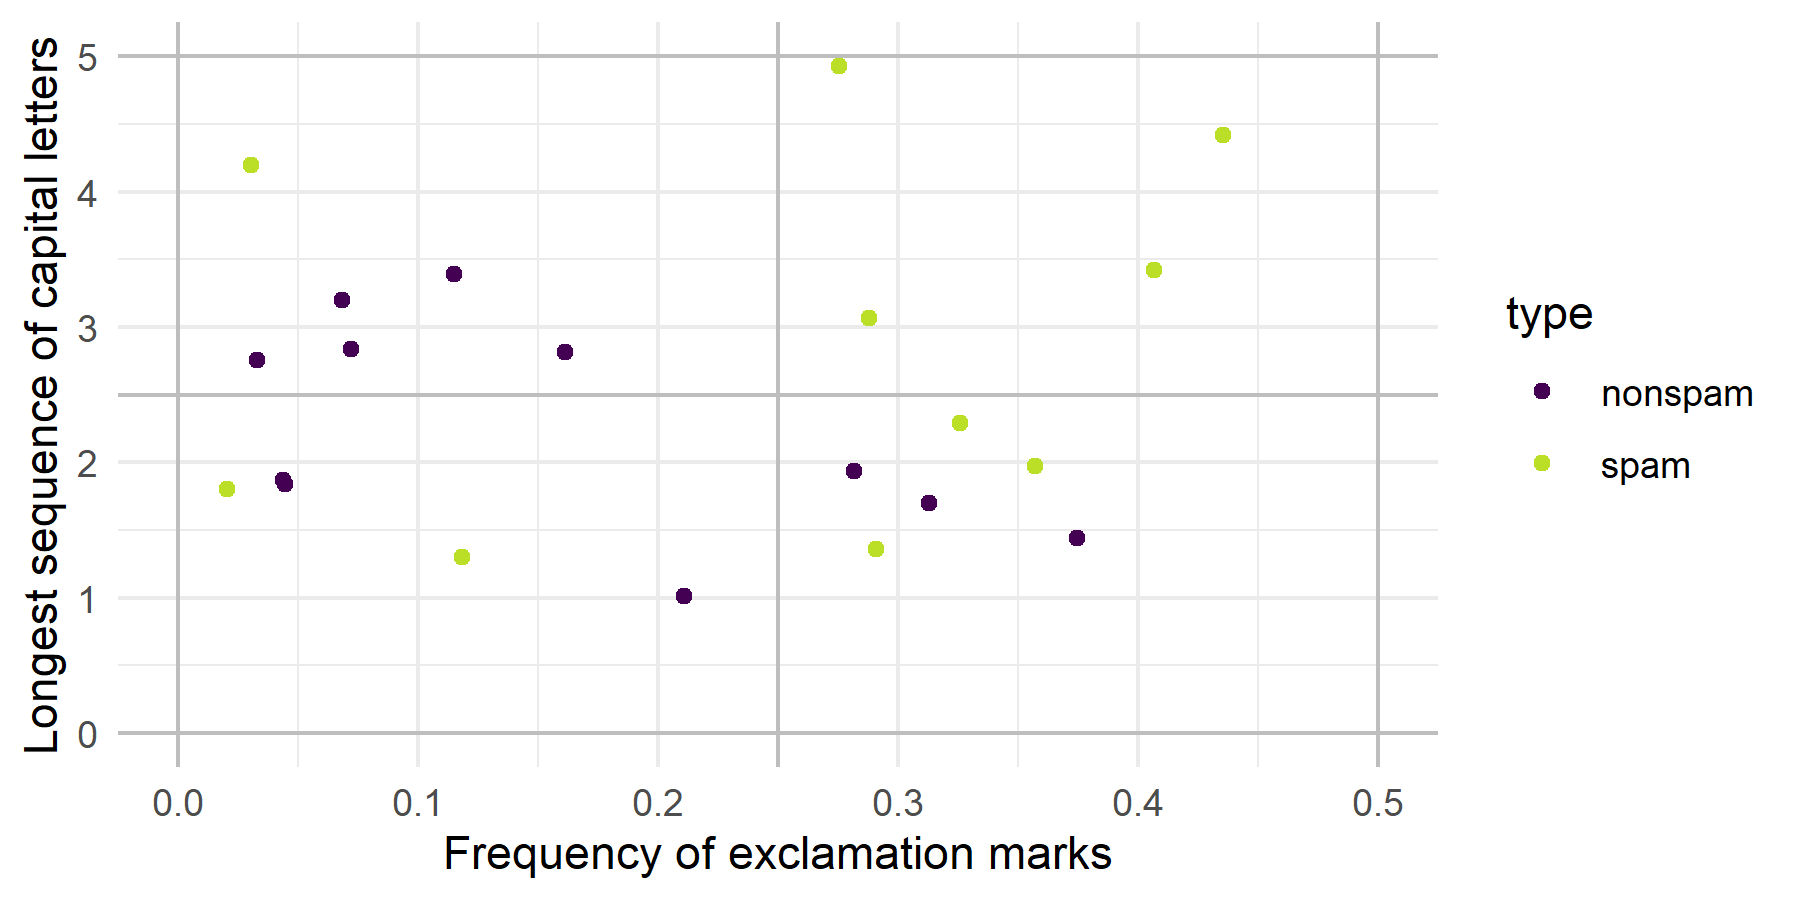 Longest sequence of capital letters
5
4
3
2
1
0
0.0 0.1 0.2 0.3 0.4 0.5
Frequency of exclamation marks
type
nonspam
spam